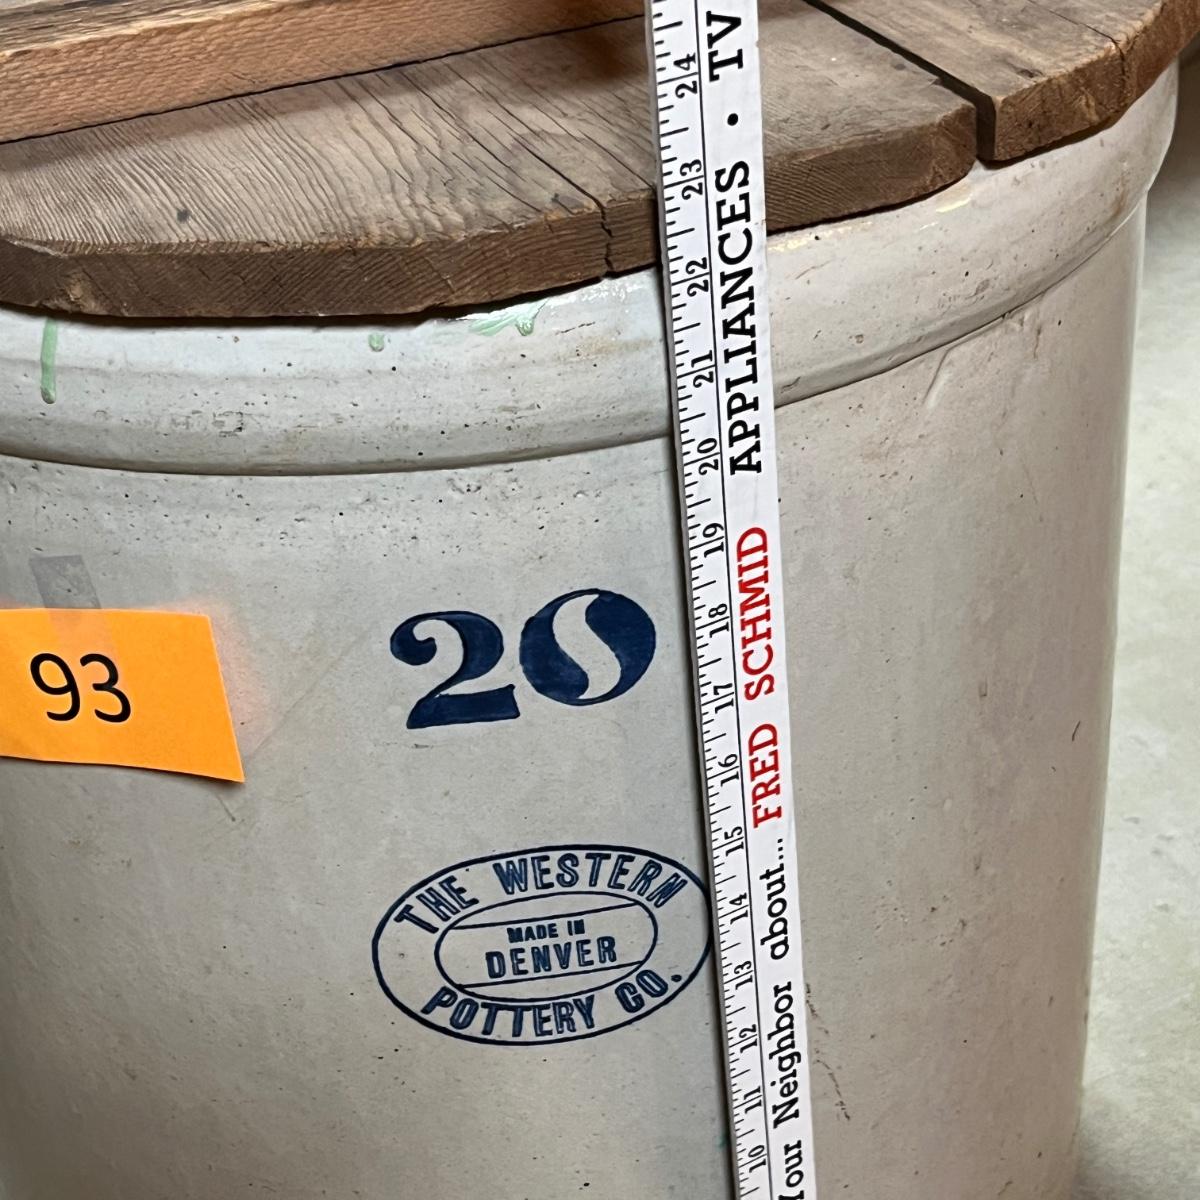 20
93
THE WESTERN
MADE IN
DENVER
POTTERY CO.
Your Neighbor about... FRED SCHMID APPLIANCES • TV
10 11 12 13 14 15 16 17 18 19 20 21 22 23 24